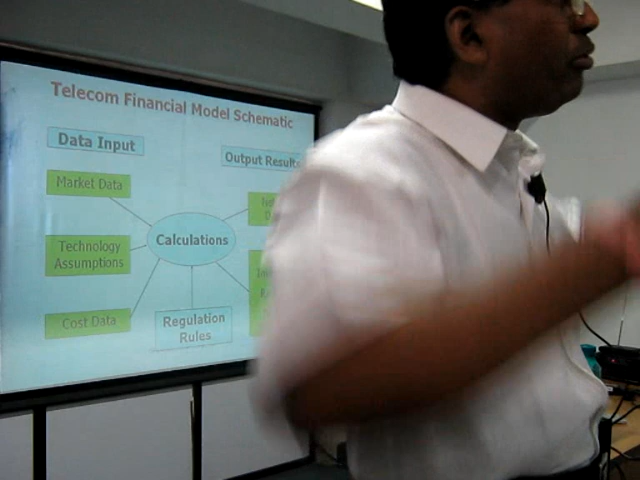 Telecom Financial Model Schematic
Data Input
Output Results
Market Data
Technology
Assumptions
Calculations
Cost Data
Regulation
Rules